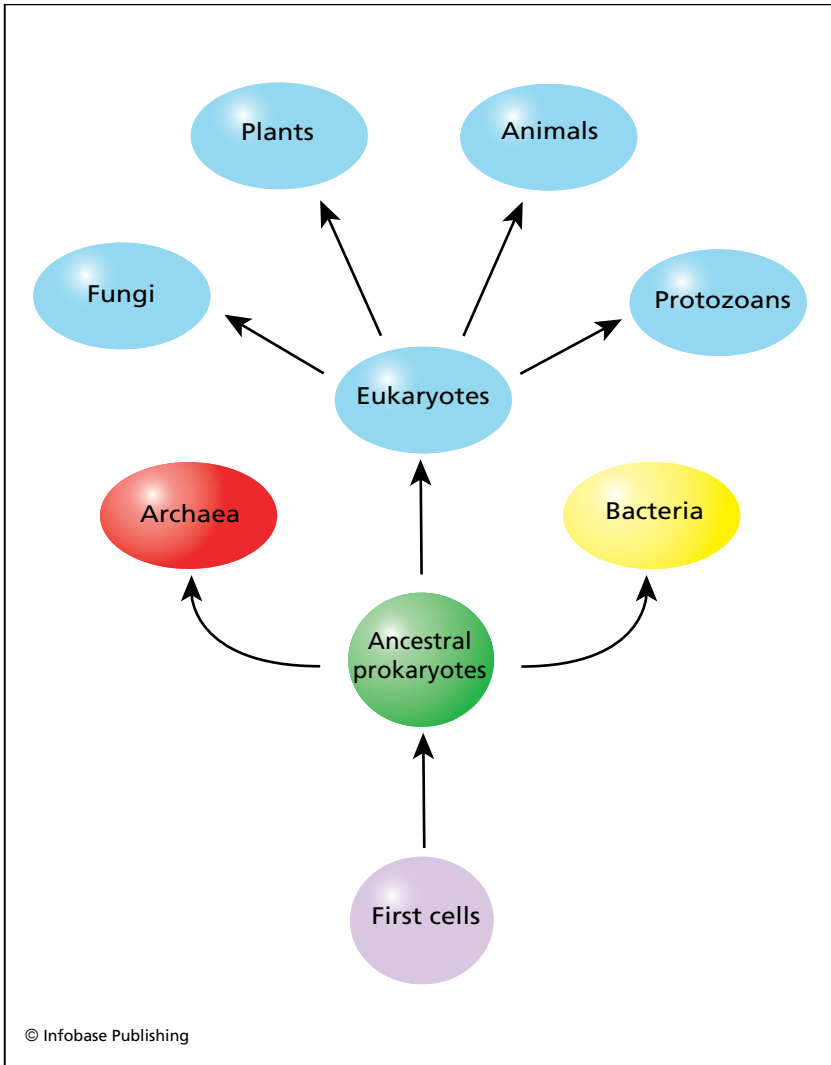 Plants
Animals
Fungi
Protozoans
Eukaryotes
Archaea
Bacteria
Ancestral
prokaryotes
First cells
© Infobase Publishing